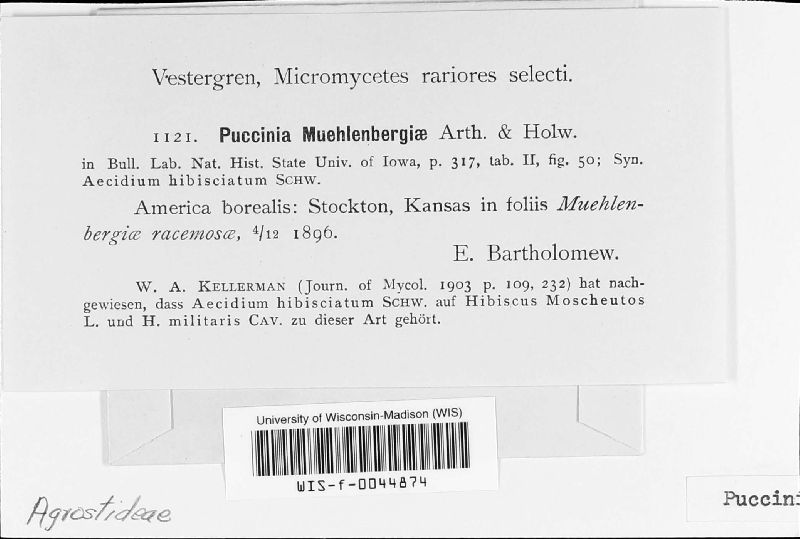 Vestergren, Micromycetes rariores selecti.
1121. Puccinia Muehlenbergiæ Arth. & Holw.
in Bull. Lab. Nat. Hist. State Univ. of Iowa, p. 317, tab. II, fig. 50; Syn.
Aecidium hibisciatum SCHW.
America borealis: Stockton, Kansas in foliis Muehlen-
bergiæ racemosæ, 4/12 1896.
E. Bartholomew.
W. A. KELLERMAN (Journ. of Mycol. 1903 p. 109, 232) hat nach-
gewiesen, dass Aecidium hibisciatum SCHW. auf Hibiscus Moscheutos
L. und H. militaris CAV. zu dieser Art gehört.
University of Wisconsin-Madison (WIS)
WIS-f-0044874
Agrostideae
Puccini